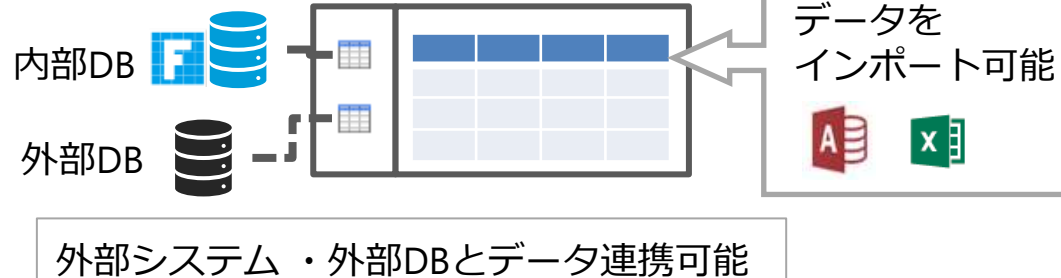 データを
インポート可能
内部DB
外部DB
A
X
外部システム ・外部DBとデータ連携可能